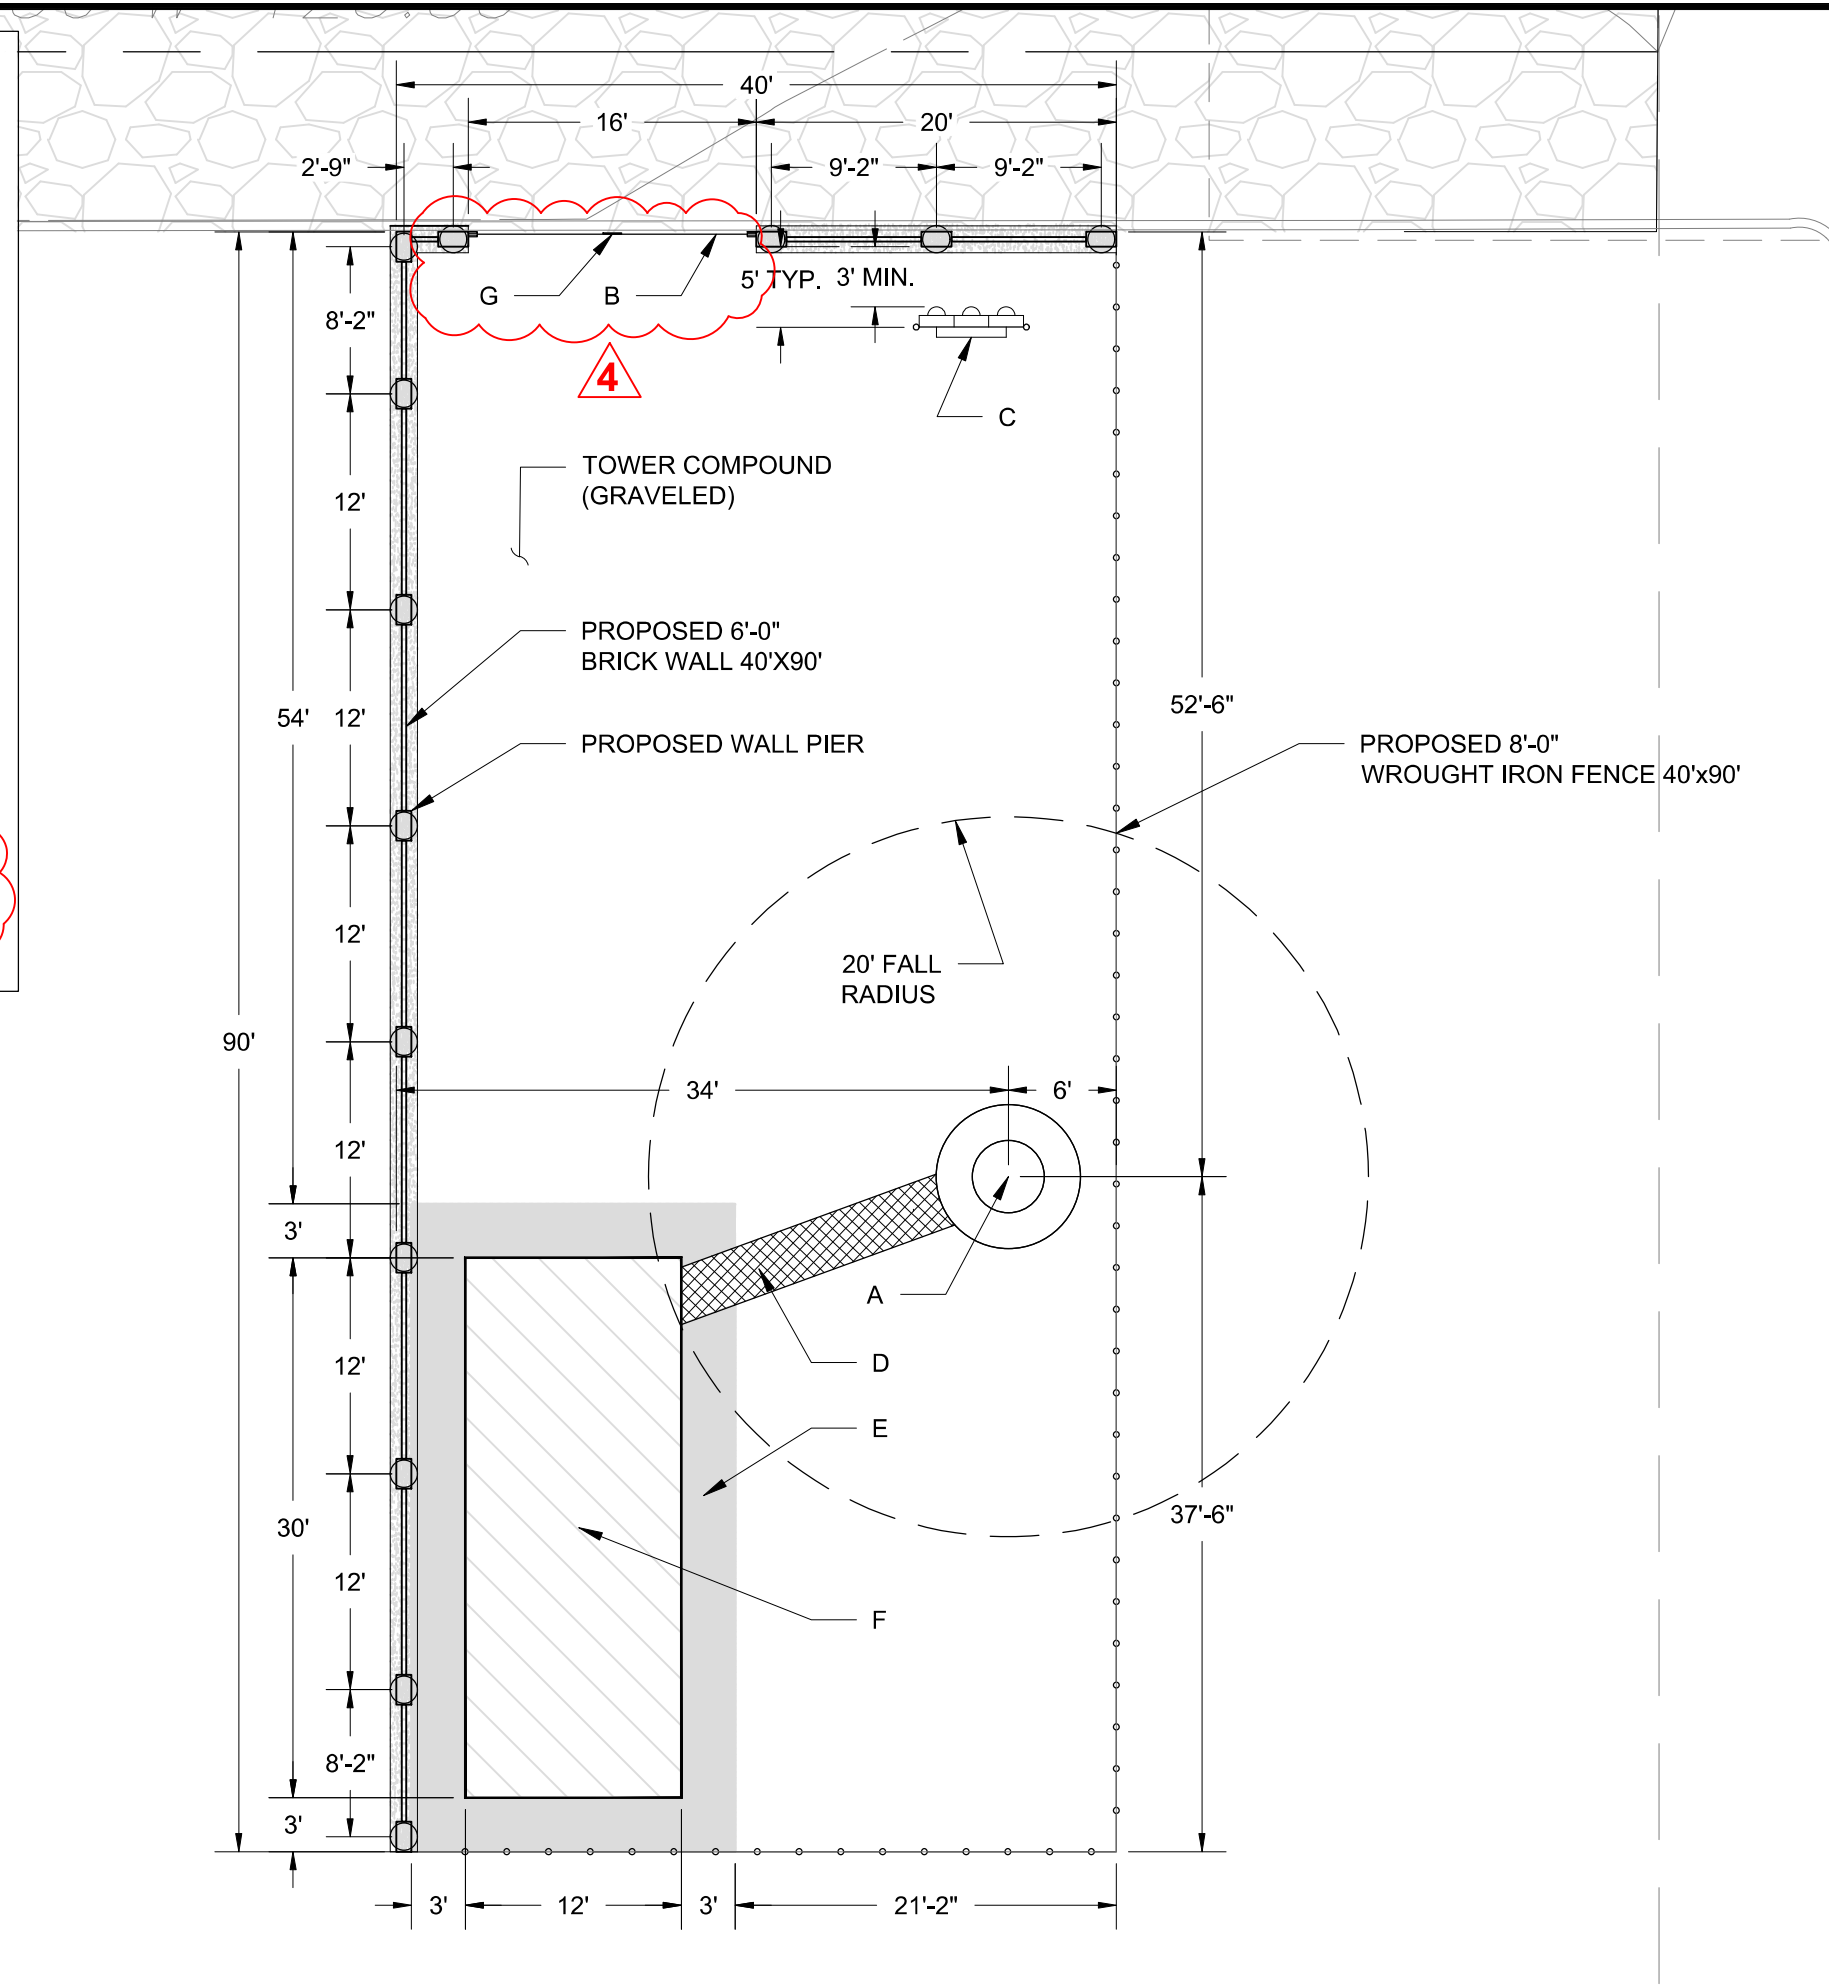 40'
16'
20'
2'-9"
9'-2"
9'-2"
5' TYP.
3' MIN.
G
B
8'-2"
4
C
TOWER COMPOUND
(GRAVELED)
12'
PROPOSED 6'-0"
BRICK WALL 40'X90'
54'
12'
52'-6"
PROPOSED WALL PIER
PROPOSED 8'-0"
WROUGHT IRON FENCE 40'x90'
12'
20' FALL
RADIUS
90'
34'
6'
12'
3'
A
12'
D
E
30'
37'-6"
12'
F
8'-2"
3'
3'
12'
3'
21'-2"